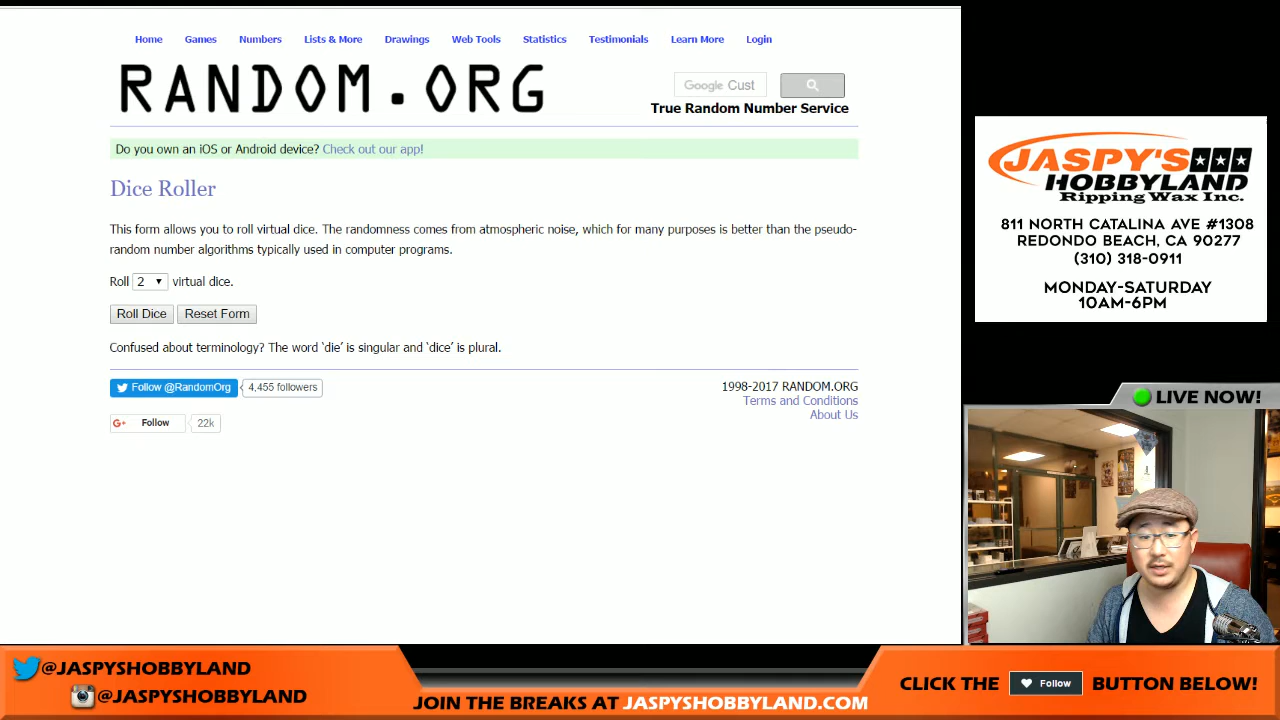 Home Games Numbers Lists & More Drawings Web Tools Statistics Testimonials Learn More Login
RANDOM.ORG
Google Cust
True Random Number Service
Do you own an iOS or Android device? Check out our app!
Dice Roller
This form allows you to roll virtual dice. The randomness comes from atmospheric noise, which for many purposes is better than the pseudo-
random number algorithms typically used in computer programs.
Roll 2 virtual dice.
Roll Dice Reset Form
Confused about terminology? The word ‘die’ is singular and ‘dice’ is plural.
Follow @RandomOrg 4,455 followers
G+ Follow 22k
1998-2017 RANDOM.ORG
Terms and Conditions
About Us
JASPY'S
HOBBYLAND
Ripping Wax Inc.
811 NORTH CATALINA AVE #1308
REDONDO BEACH, CA 90277
(310) 318-0911
MONDAY-SATURDAY
10AM-6PM
LIVE NOW!
@JASPYSHOBBYLAND
@JASPYSHOBBYLAND
JOIN THE BREAKS AT JASPYSHOBBYLAND.COM
CLICK THE Follow BUTTON BELOW!